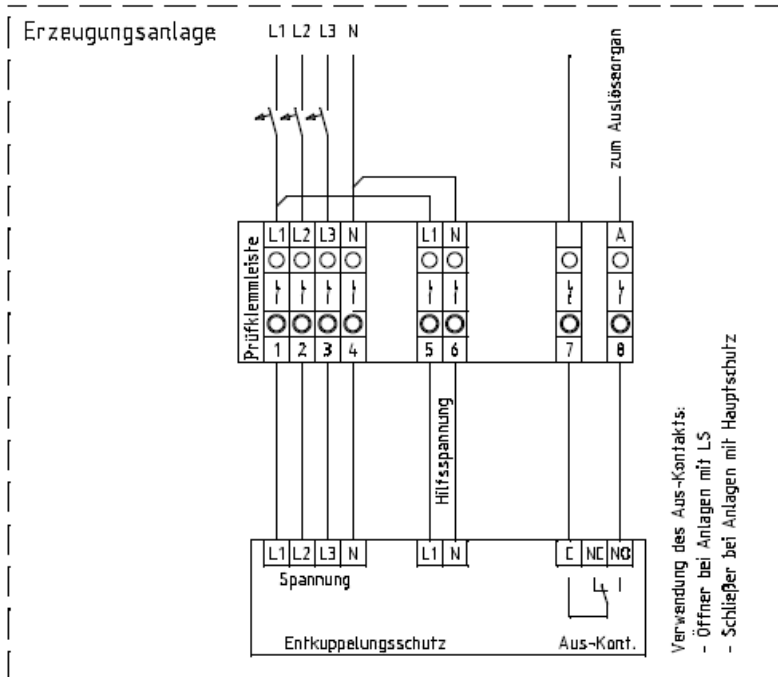 Erzeugungsanlage
L1 L2 L3 N
zum Auslöseorgan
Prüfklemmleiste
L1 L2 L3 N L1 N A
1 2 3 4 5 6 7 8
Hilfsspannung
L1 L2 L3 N L1 N C NC NO
Spannung
Entkuppelungsschutz Aus-Kont.
Verwendung des Aus-Kontakts:
- Öffner bei Anlagen mit LS
- Schließer bei Anlagen mit Hauptschutz